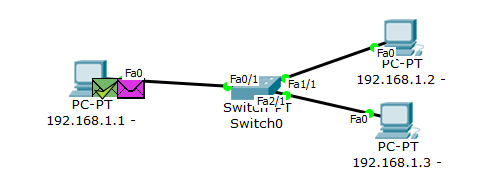 Fa0
PC-PT
192.168.1.1 -
Fa0/1
Fa1/1
Fa2/1
Switch-PT
Switch0
Fa0
PC-PT
192.168.1.2 -
Fa0
PC-PT
192.168.1.3 -